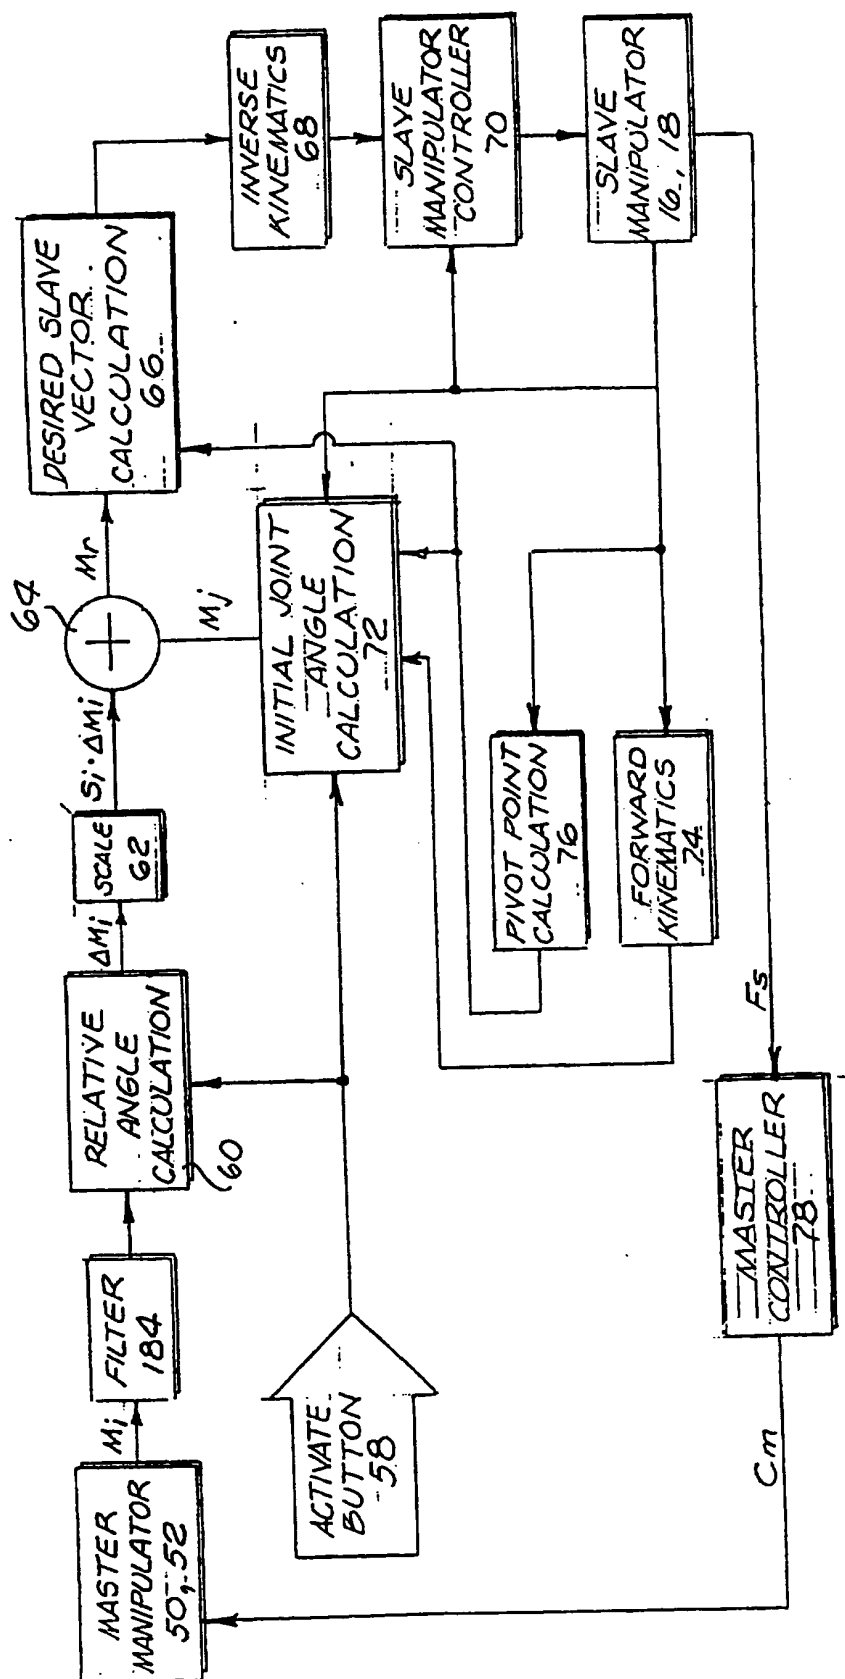 MASTER
MANIPULATOR
50, 52
Mi
FILTER
184
RELATIVE
ANGLE
CALCULATION
60
ΔMi
SCALE
62
Si·ΔMi
64
+
Mr
DESIRED SLAVE
VECTOR
CALCULATION
66
INVERSE
KINEMATICS
68
SLAVE
MANIPULATOR
CONTROLLER
70
SLAVE
MANIPULATOR
16, 18
Mj
INITIAL JOINT
ANGLE
CALCULATION
72
ACTIVATE
BUTTON
58
PIVOT POINT
CALCULATION
76
FORWARD
KINEMATICS
74
Fs
MASTER
CONTROLLER
78
Cm